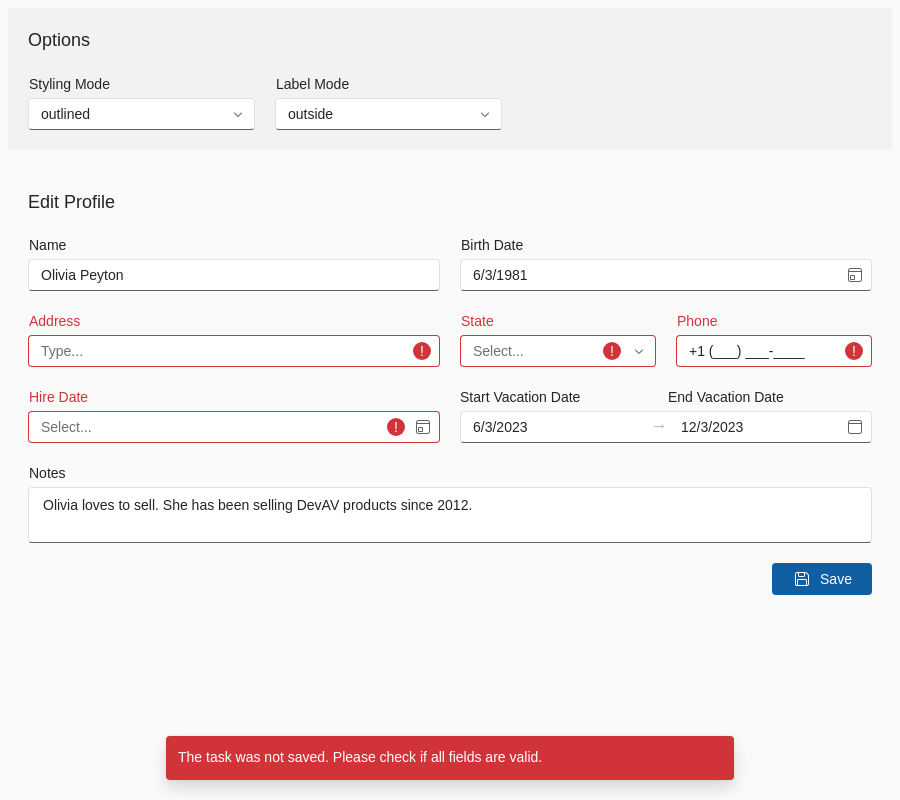 Options
Styling Mode Label Mode
outlined outside
Edit Profile
Name Birth Date
Olivia Peyton 6/3/1981
Address State Phone
Type... Select... +1 (___) ___-____
Hire Date Start Vacation Date End Vacation Date
Select... 6/3/2023 → 12/3/2023
Notes
Olivia loves to sell. She has been selling DevAV products since 2012.
Save
The task was not saved. Please check if all fields are valid.